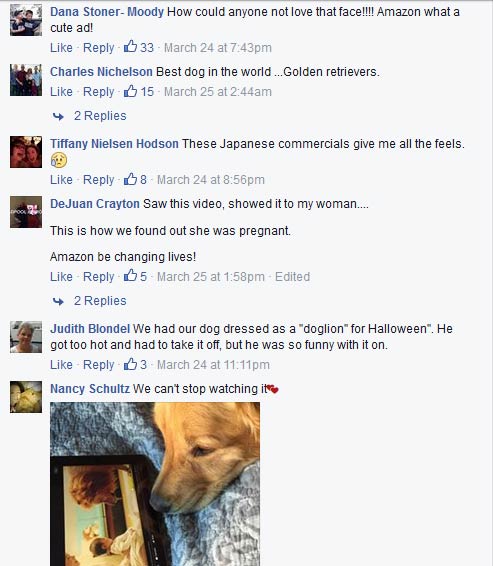 Dana Stoner- Moody How could anyone not love that face!!!! Amazon what a
cute ad!
Like · Reply · 33 · March 24 at 7:43pm
Charles Nichelson Best dog in the world ...Golden retrievers.
Like · Reply · 15 · March 25 at 2:44am
2 Replies
Tiffany Nielsen Hodson These Japanese commercials give me all the feels.
Like · Reply · 8 · March 24 at 8:56pm
DeJuan Crayton Saw this video, showed it to my woman....
This is how we found out she was pregnant.
Amazon be changing lives!
Like · Reply · 5 · March 25 at 1:58pm · Edited
2 Replies
Judith Blondel We had our dog dressed as a "doglion" for Halloween". He
got too hot and had to take it off, but he was so funny with it on.
Like · Reply · 3 · March 24 at 11:11pm
Nancy Schultz We can't stop watching it